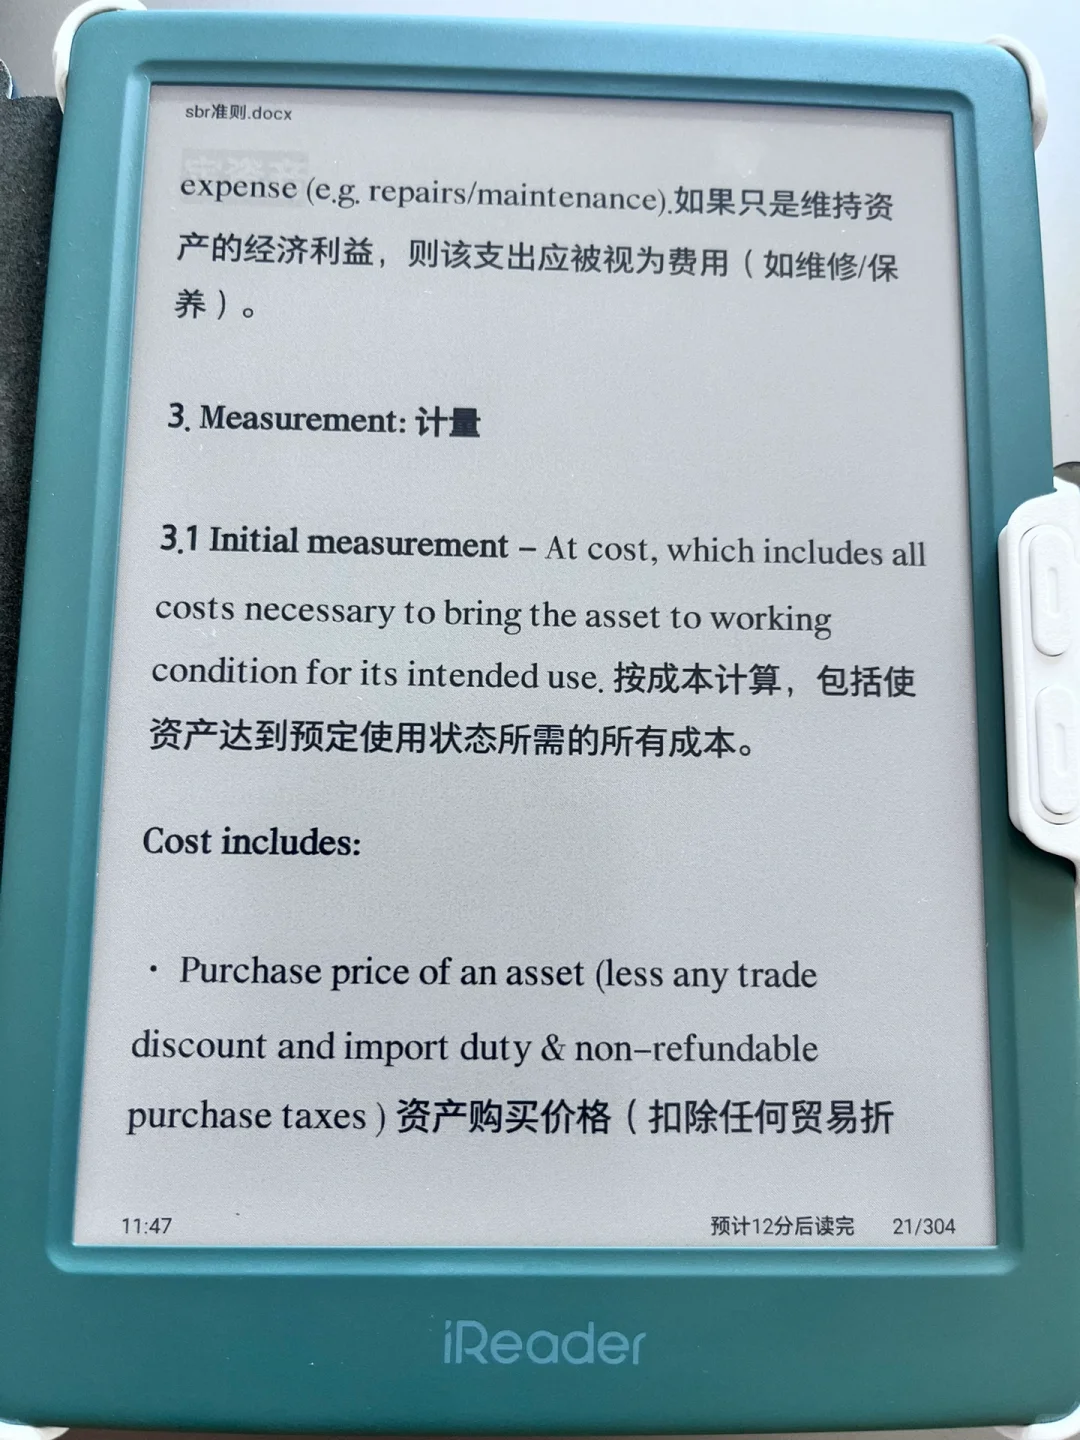 sbr准则.docx
expense (e.g. repairs/maintenance).如果只是维持资
产的经济利益，则该支出应被视为费用（如维修/保
养）。
3. Measurement: 计量
3.1 Initial measurement – At cost, which includes all
costs necessary to bring the asset to working
condition for its intended use. 按成本计算，包括使
资产达到预定使用状态所需的所有成本。
Cost includes:
· Purchase price of an asset (less any trade
discount and import duty & non–refundable
purchase taxes ) 资产购买价格（扣除任何贸易折
11:47 预计12分后读完 21/304
iReader